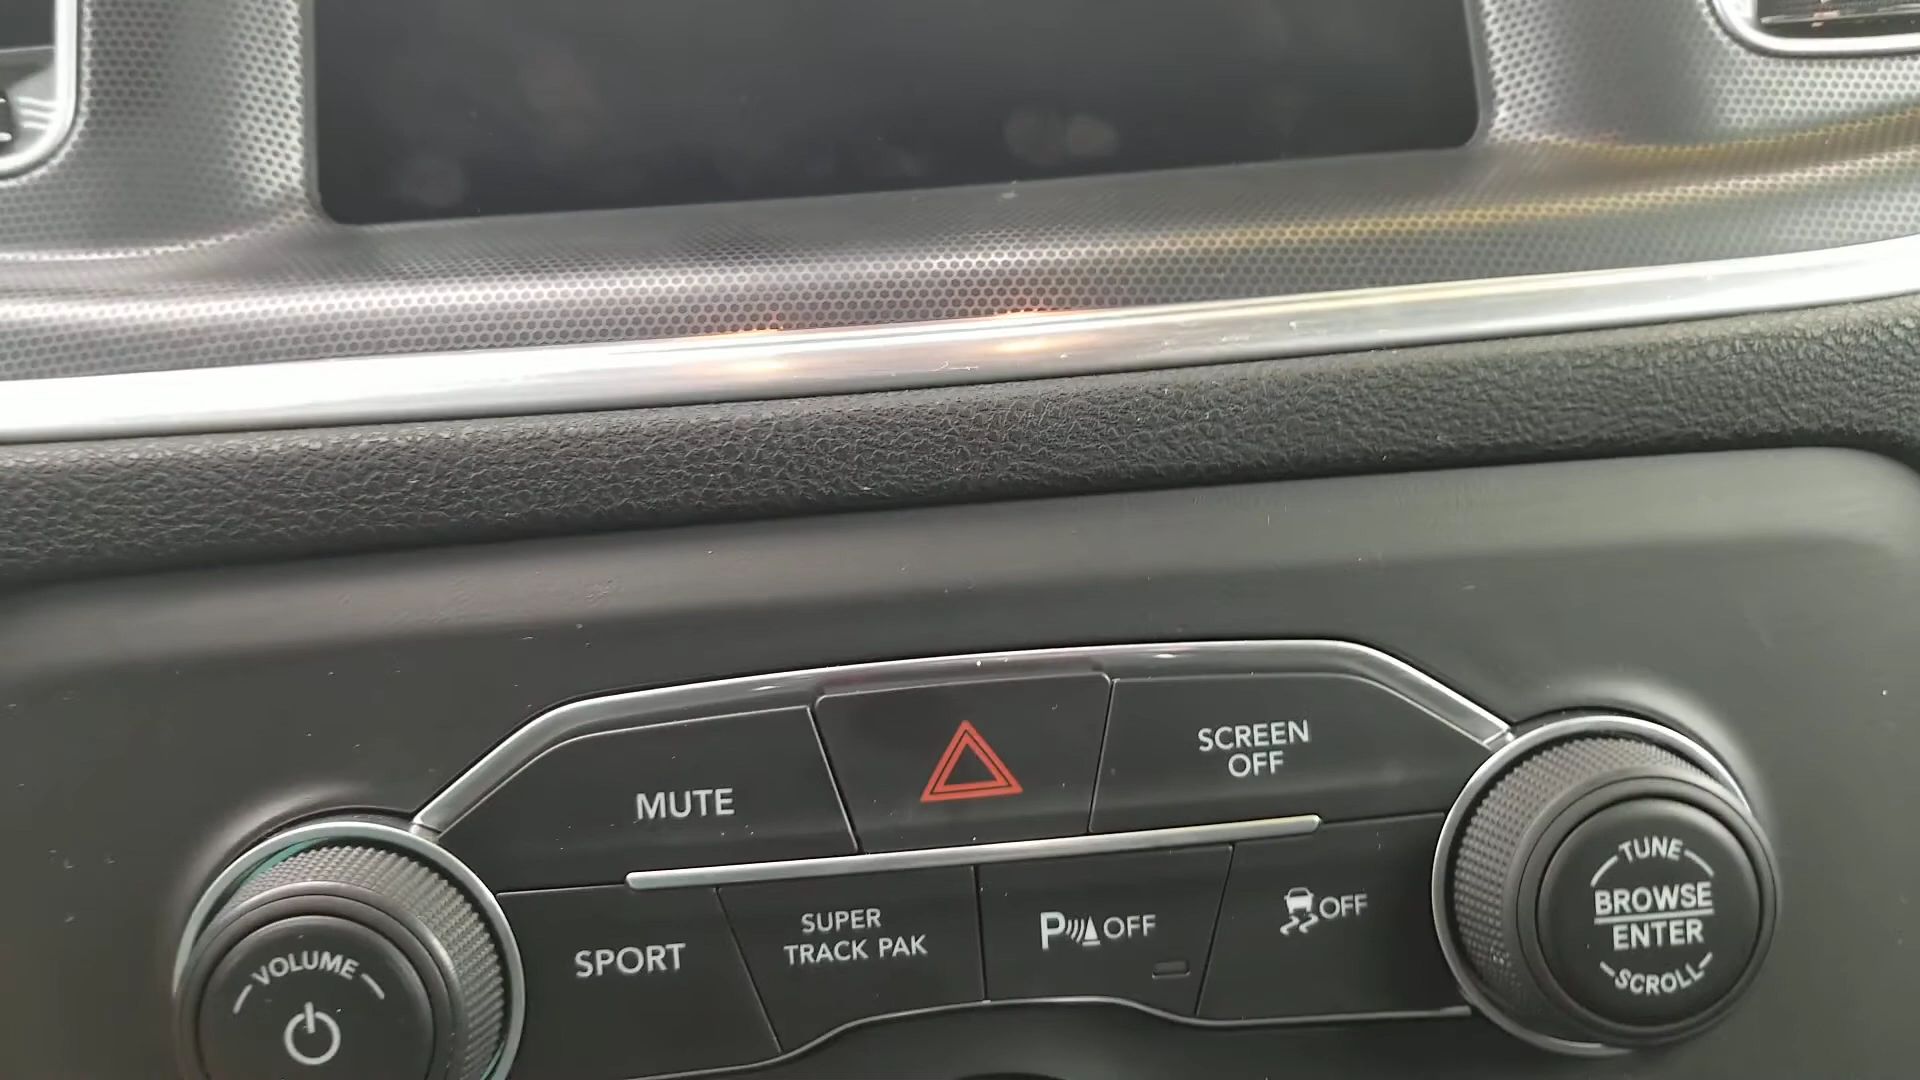 MUTE
SCREEN
OFF
SPORT
SUPER
TRACK PAK
P OFF
OFF
VOLUME
TUNE
BROWSE
ENTER
SCROLL